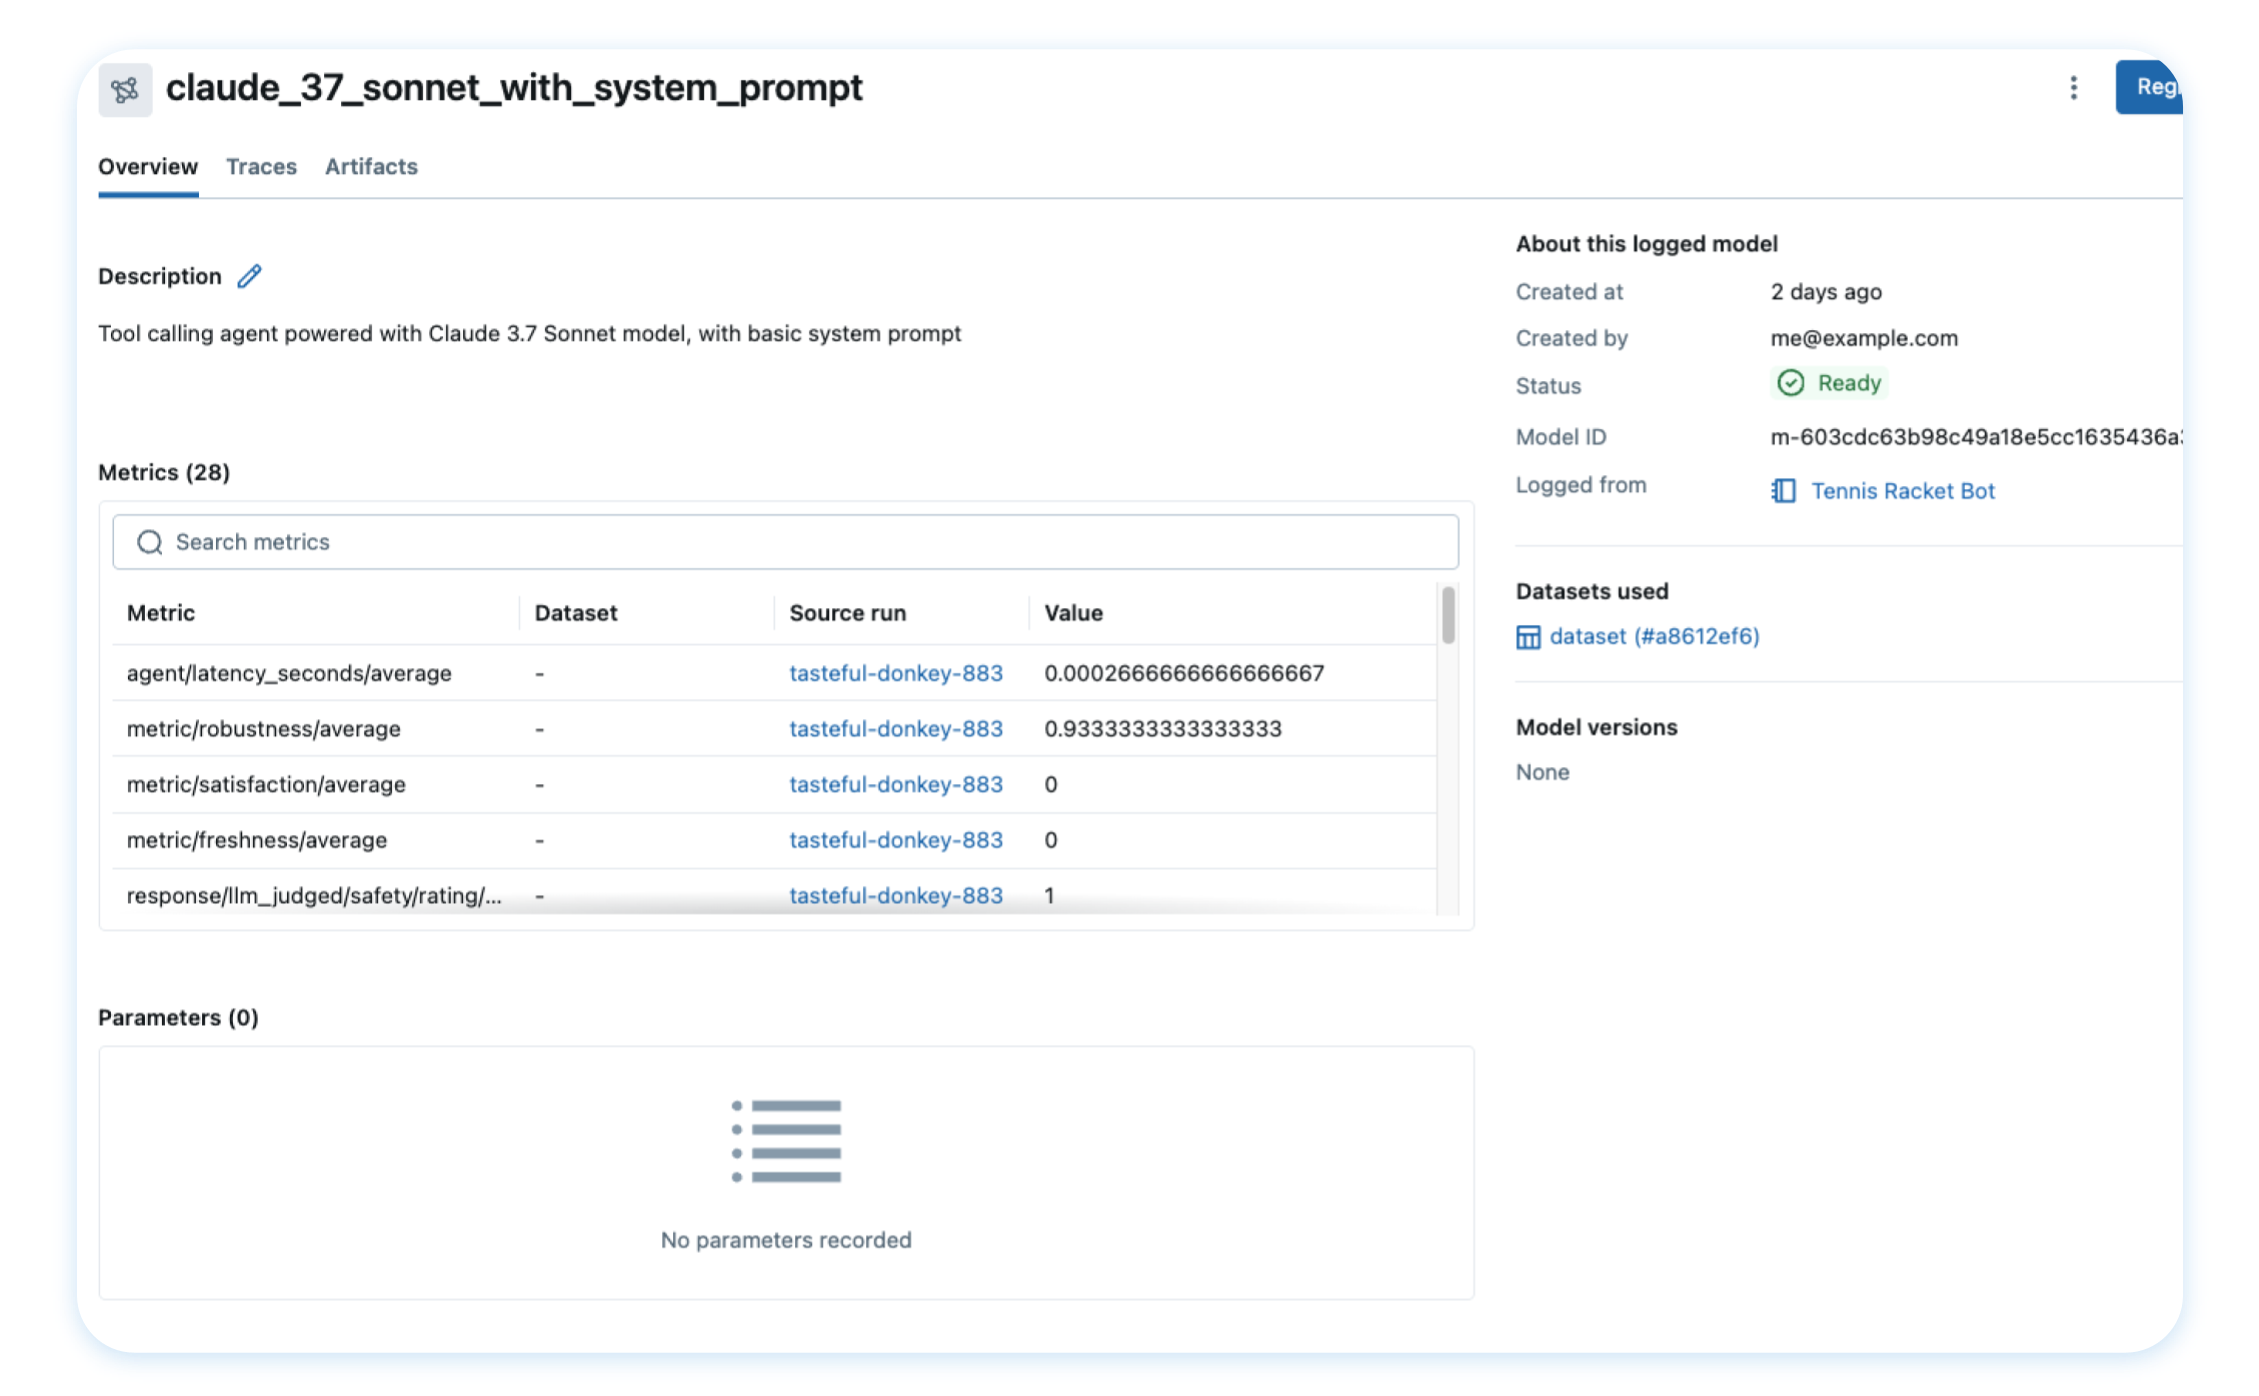 claude_37_sonnet_with_system_prompt
Overview Traces Artifacts
Description
Tool calling agent powered with Claude 3.7 Sonnet model, with basic system prompt
Metrics (28)
Search metrics
Metric Dataset Source run Value
agent/latency_seconds/average - tasteful-donkey-883 0.0002666666666666667
metric/robustness/average - tasteful-donkey-883 0.9333333333333333
metric/satisfaction/average - tasteful-donkey-883 0
metric/freshness/average - tasteful-donkey-883 0
response/llm_judged/safety/rating/... - tasteful-donkey-883 1
Parameters (0)
No parameters recorded
About this logged model
Created at 2 days ago
Created by me@example.com
Status Ready
Model ID m-603cdc63b98c49a18e5cc1635436a
Logged from Tennis Racket Bot
Datasets used
dataset (#a8612ef6)
Model versions
None